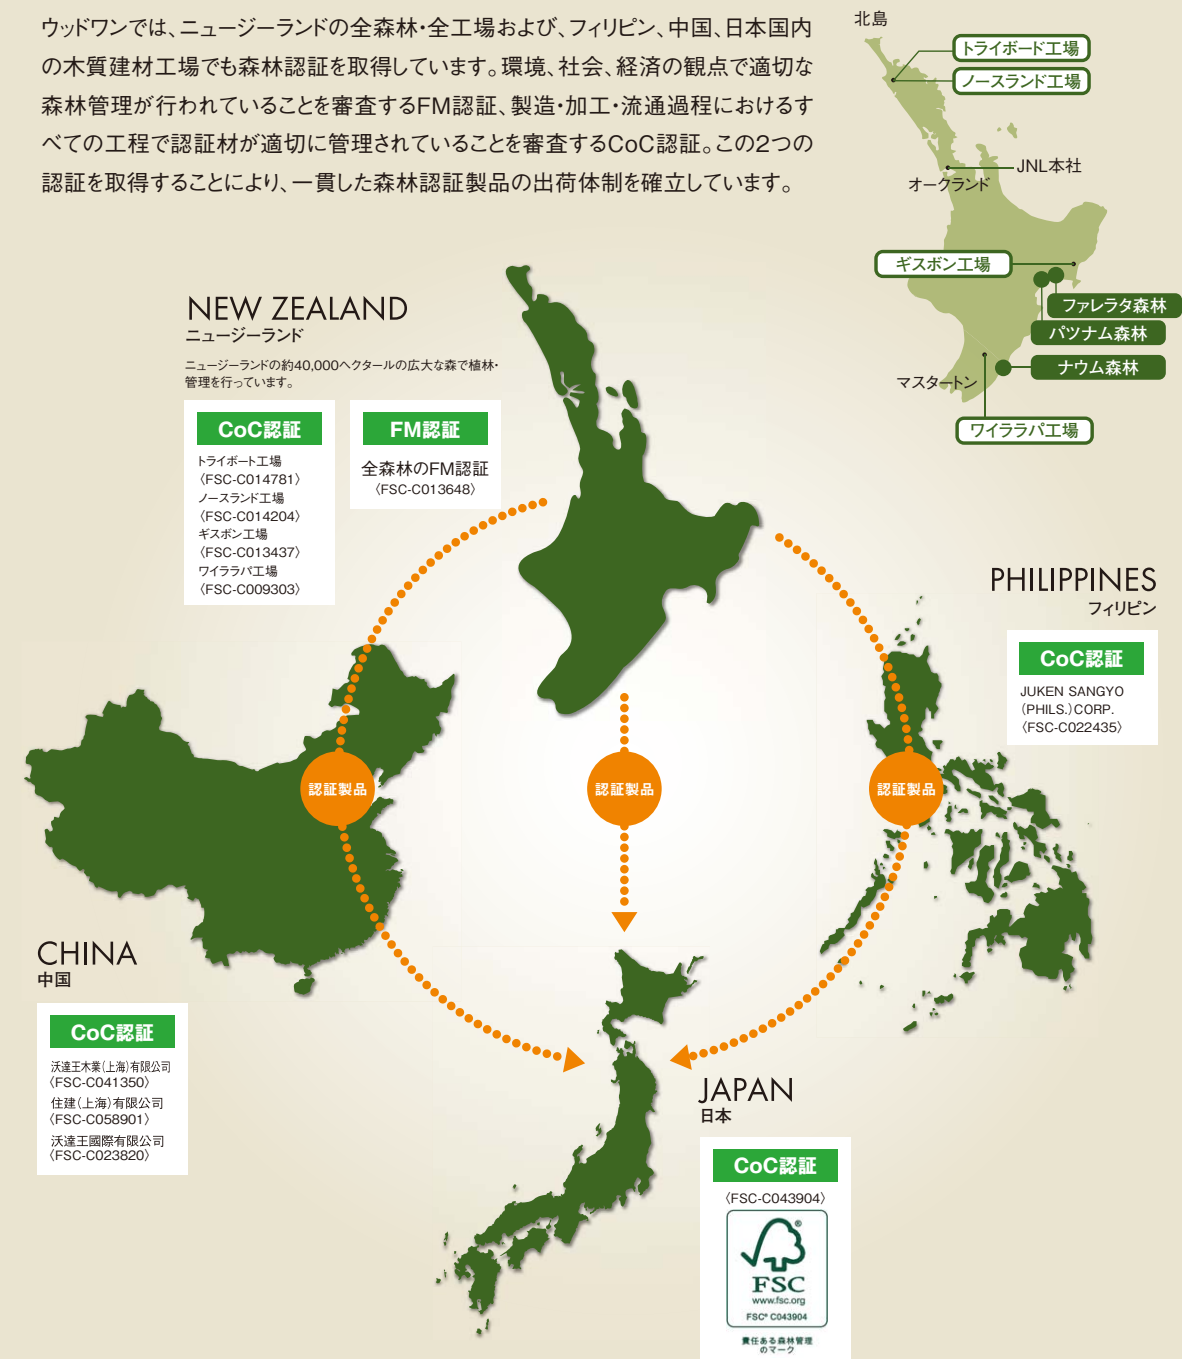 ウッドワンでは、ニュージーランドの全森林・全工場および、フィリピン、中国、日本国内
の木質建材工場でも森林認証を取得しています。環境、社会、経済の観点で適切な
森林管理が行われていることを審査するFM認証、製造・加工・流通過程におけるす
べての工程で認証材が適切に管理されていることを審査するCoC認証。この2つの
認証を取得することにより、一貫した森林認証製品の出荷体制を確立しています。
北島
トライボード工場
ノースランド工場
JNL本社
オークランド
ギスボン工場
ファレラタ森林
パツナム森林
ナウム森林
マスタートン
ワイララパ工場
NEW ZEALAND
ニュージーランド
ニュージーランドの約40,000ヘクタールの広大な森で植林・
管理を行っています。
CoC認証
トライボート工場
〈FSC-C014781〉
ノースランド工場
〈FSC-C014204〉
ギスボン工場
〈FSC-C013437〉
ワイララパ工場
〈FSC-C009303〉
FM認証
全森林のFM認証
〈FSC-C013648〉
PHILIPPINES
フィリピン
CoC認証
JUKEN SANGYO
(PHILS.)CORP.
〈FSC-C022435〉
認証製品
認証製品
認証製品
CHINA
中国
CoC認証
沃達王木業(上海)有限公司
〈FSC-C041350〉
住建(上海)有限公司
〈FSC-C058901〉
沃達王國際有限公司
〈FSC-C023820〉
JAPAN
日本
CoC認証
〈FSC-C043904〉
®
FSC
www.fsc.org
FSC® C043904
責任ある森林管理
のマーク